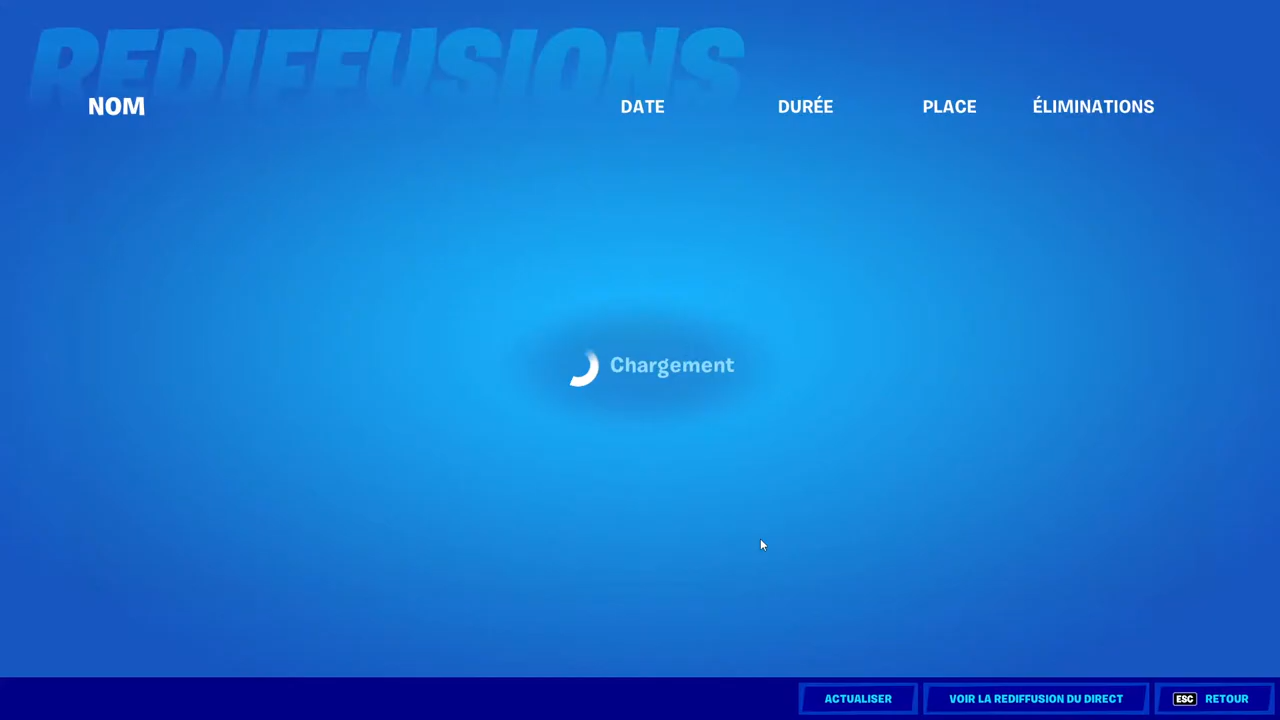 REDIFFUSIONS
NOM DATE DURÉE PLACE ÉLIMINATIONS
Chargement
ACTUALISER VOIR LA REDIFFUSION DU DIRECT ESC RETOUR